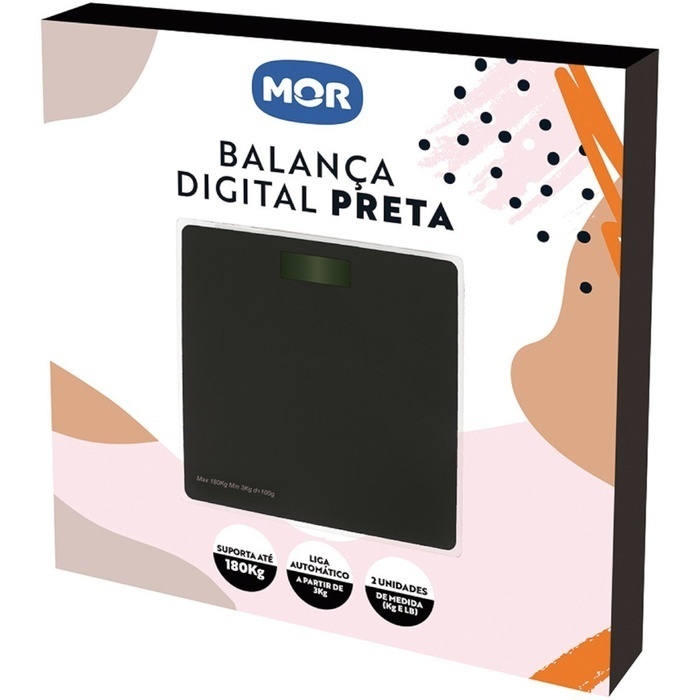 MOR
BALANÇA
DIGITAL PRETA
Max 180Kg Min 3Kg d=100g
SUPORTA ATÉ
180Kg
LIGA
AUTOMÁTICO
A PARTIR DE
3Kg
2 UNIDADES
DE MEDIDA
(Kg E LB)